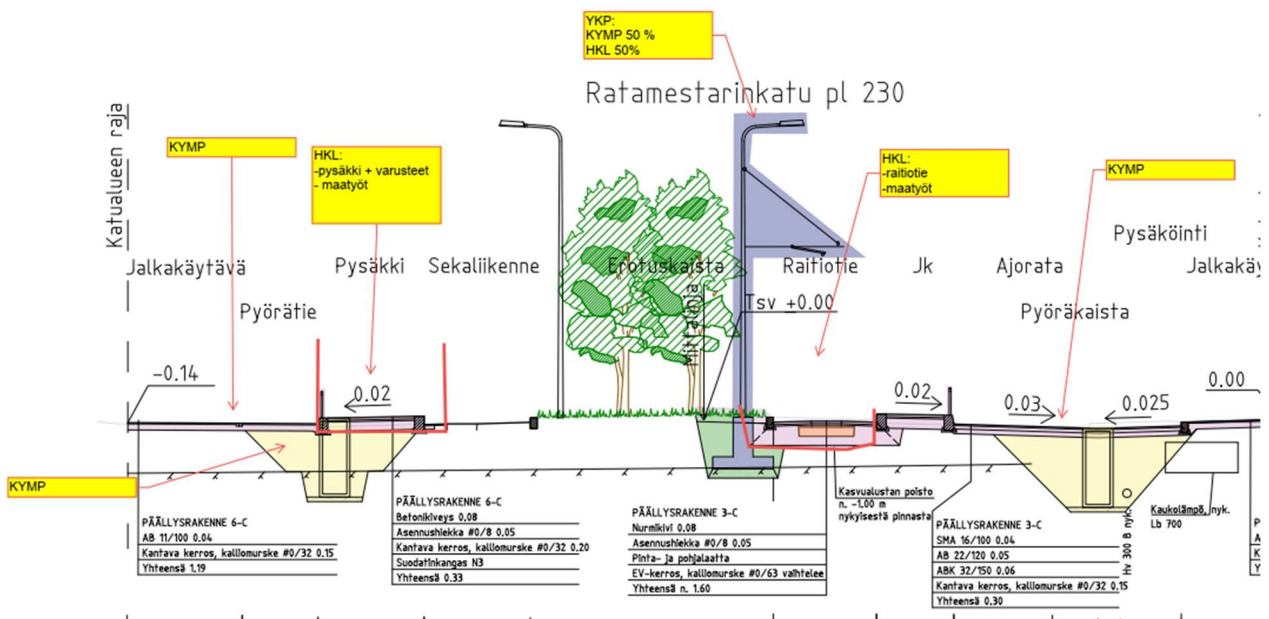 YKP:
KYMP 50 %
HKL 50%
Ratamestarinkatu pl 230
Katualueen raja
KYMP
HKL:
-pysäkki + varusteet
- maatyöt
HKL:
-raitiotie
-maatyöt
KYMP
Pysäköinti
Jalkakäytävä
Pysäkki
Sekaliikenne
Erotuskaista
Raitiotie
Jk
Ajorata
Jalkakäy
Pyörätie
Mittalinja
Tsv +0.00
Pyöräkaista
-0.14
0.02
0.02
0.03
0.025
0.00
KYMP
PÄÄLLYSRAKENNE 6-C
AB 11/100 0.04
Kantava kerros, kalliomurske #0/32 0.15
Yhteensä 1.19
PÄÄLLYSRAKENNE 6-C
Betonikiveys 0.08
Asennushiekka #0/8 0.05
Kantava kerros, kalliomurske #0/32 0.20
Suodatinkangas N3
Yhteensä 0.33
PÄÄLLYSRAKENNE 3-C
Nurmikivi 0.08
Asennushiekka #0/8 0.05
Pinta- ja pohjalaatta
EV-kerros, kalliomurske #0/63 vaihtelee
Yhteensä n. 1.60
Kasvualustan poisto
n. -1.00 m
nykyisestä pinnasta
PÄÄLLYSRAKENNE 3-C
SMA 16/100 0.04
AB 22/120 0.05
ABK 32/150 0.06
Kantava kerros, kalliomurske #0/32 0.15
Yhteensä 0.30
Hv 300 B nyk.
Kaukolämpö, nyk.
Lb 700
P
A
K
Y